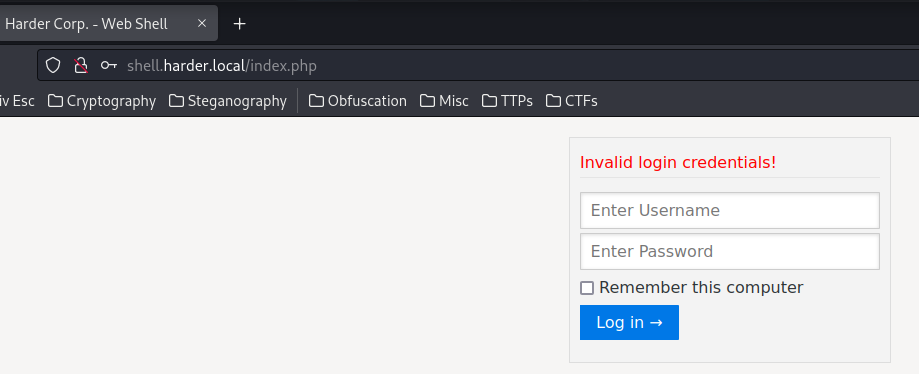 Harder Corp. - Web Shell × +
shell.harder.local/index.php
iv Esc Cryptography Steganography Obfuscation Misc TTPs CTFs
Invalid login credentials!
Enter Username
Enter Password
Remember this computer
Log in →